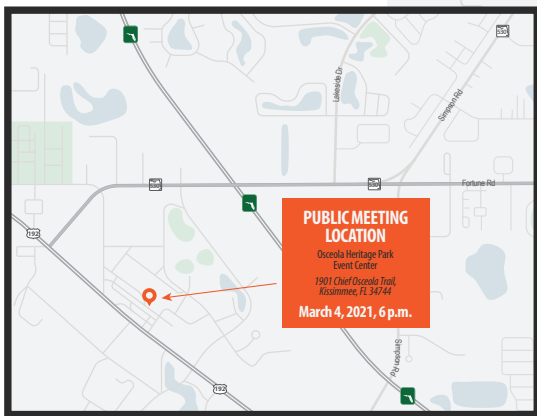 530
Lakeside Dr
Simpson Rd
530
530
Fortune Rd
192
PUBLIC MEETING
LOCATION
Osceola Heritage Park
Event Center
1901 Chief Osceola Trail,
Kissimmee, FL 34744
March 4, 2021, 6 p.m.
Simpson Rd
192